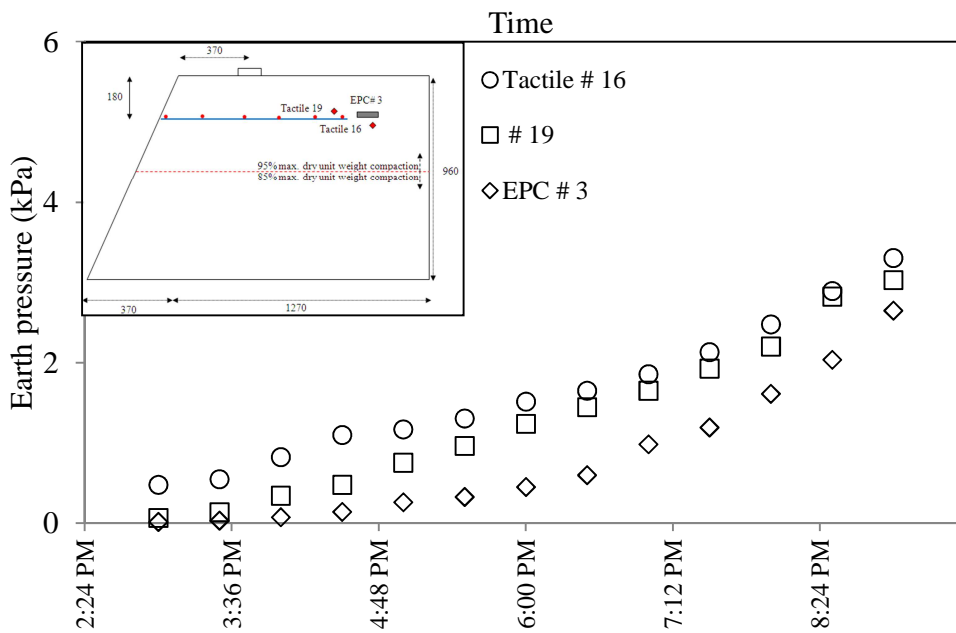 Time
6
4
2
0
Earth pressure (kPa)
370
180
Tactile 19
EPC# 3
Tactile 16
95% max. dry unit weight compaction
85% max. dry unit weight compaction
960
370
1270
Tactile # 16
# 19
EPC # 3
2:24 PM
3:36 PM
4:48 PM
6:00 PM
7:12 PM
8:24 PM